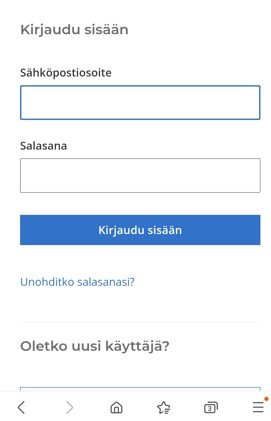 Kirjaudu sisään
Sähköpostiosoite
Salasana
Kirjaudu sisään
Unohditko salasanasi?
Oletko uusi käyttäjä?
3